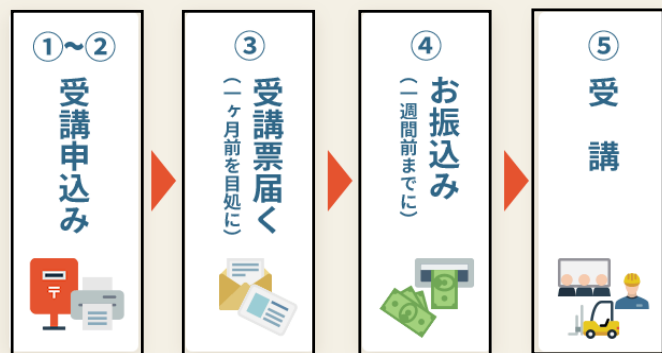 ①～②
受講申込み
③
受講票届く
（一ヶ月前を目処に）
④
お振込み
（一週間前までに）
⑤
受講